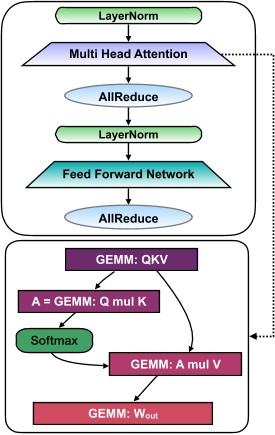 LayerNorm
Multi Head Attention
AllReduce
LayerNorm
Feed Forward Network
AllReduce
GEMM: QKV
A = GEMM: Q mul K
Softmax
GEMM: A mul V
GEMM: Wout